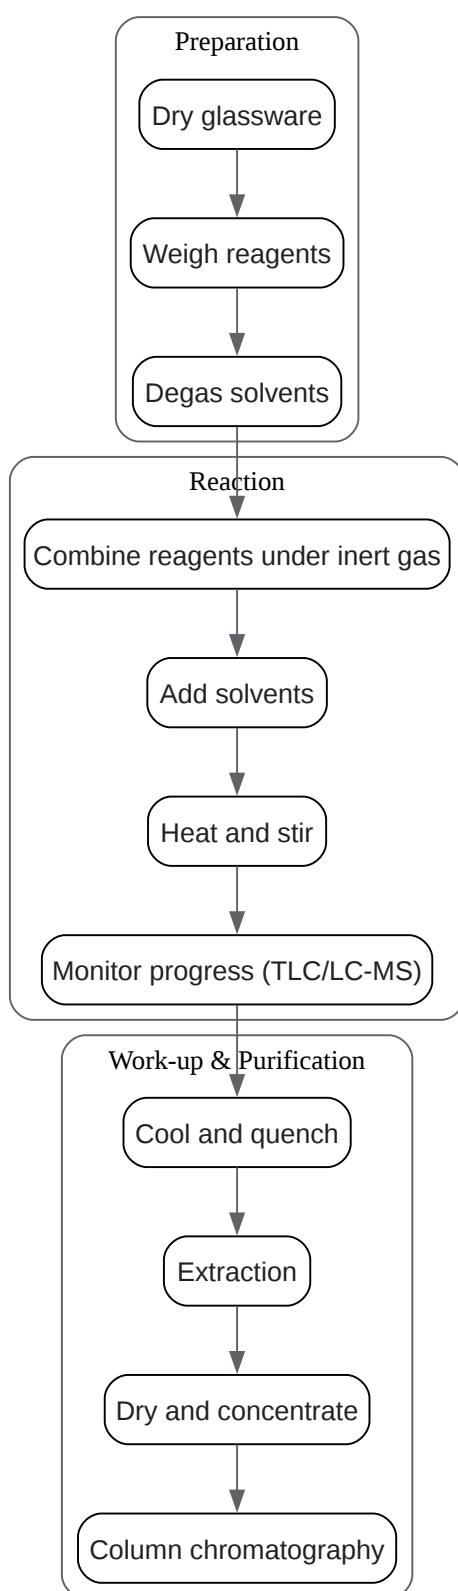 Preparation
Dry glassware
Weigh reagents
Degas solvents
Reaction
Combine reagents under inert gas
Add solvents
Heat and stir
Monitor progress (TLC/LC-MS)
Work-up & Purification
Cool and quench
Extraction
Dry and concentrate
Column chromatography